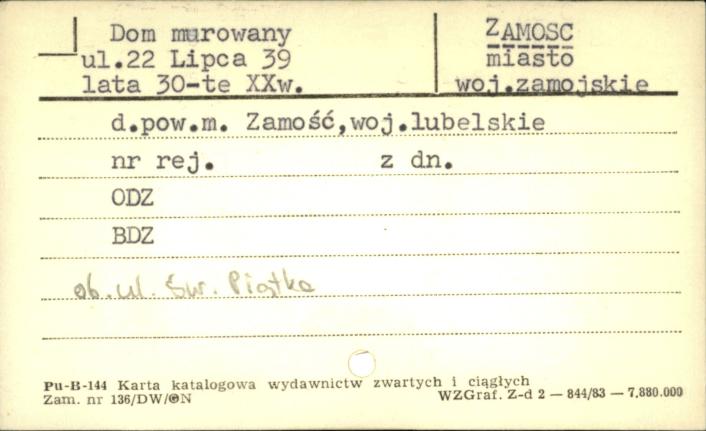 Dom murowany
ul.22 Lipca 39
lata 30-te XXw.
ZAMOSC
miasto
woj.zamojskie
d.pow.m. Zamość,woj.lubelskie
nr rej. z dn.
ODZ
BDZ
ob. ul. Św. Piątka
Pu-B-144 Karta katalogowa wydawnictw zwartych i ciągłych
Zam. nr 136/DW/ON WZGraf. Z-d 2 — 844/83 — 7,880.000